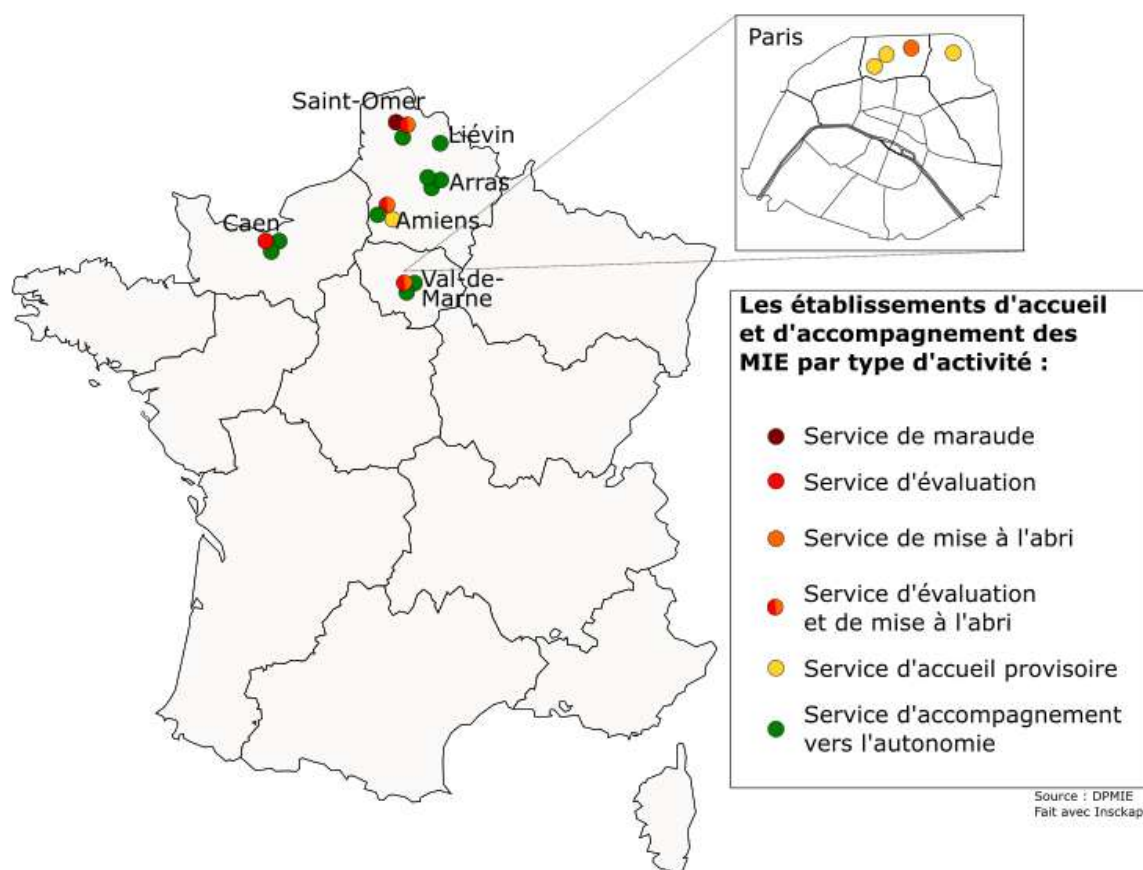 Paris
Saint-Omer
Liévin
Arras
Amiens
Caen
Val-de-
Marne
Les établissements d'accueil
et d'accompagnement des
MIE par type d'activité :
Service de maraude
Service d'évaluation
Service de mise à l'abri
Service d'évaluation
et de mise à l'abri
Service d'accueil provisoire
Service d'accompagnement
vers l'autonomie
Source : DPMIE
Fait avec Insckap